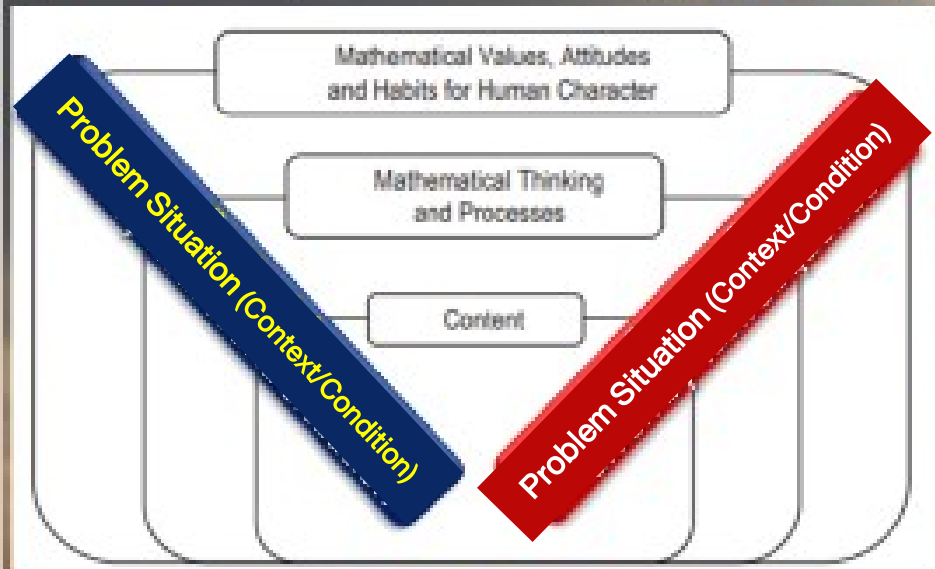 Mathematical Values, Attitudes
and Habits for Human Character
Mathematical Thinking
and Processes
Content
Problem Situation (Context/Condition)
Problem Situation (Context/Condition)